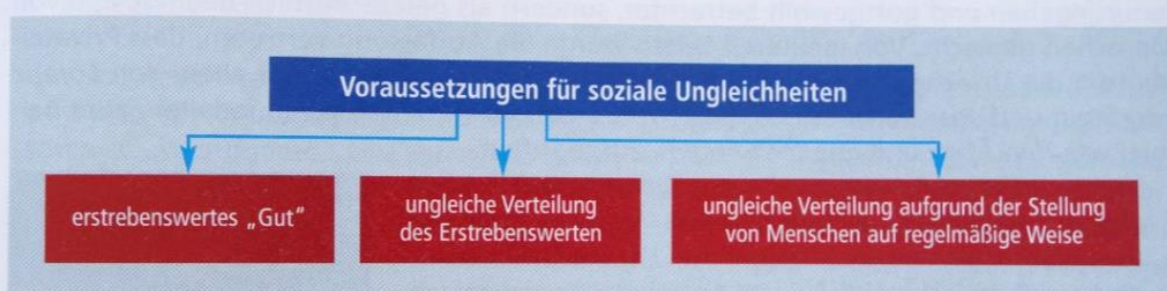 Voraussetzungen für soziale Ungleichheiten
erstrebenswertes „Gut“
ungleiche Verteilung
des Erstrebenswerten
ungleiche Verteilung aufgrund der Stellung
von Menschen auf regelmäßige Weise